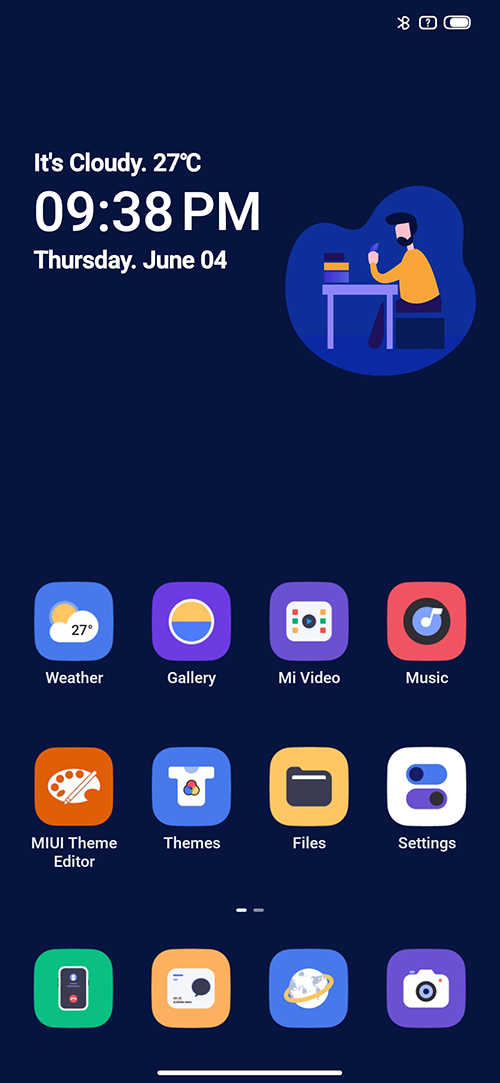 It's Cloudy. 27℃
09:38 PM
Thursday. June 04
27°
Weather
Gallery
Mi Video
Music
MIUI Theme
Editor
Themes
Files
Settings